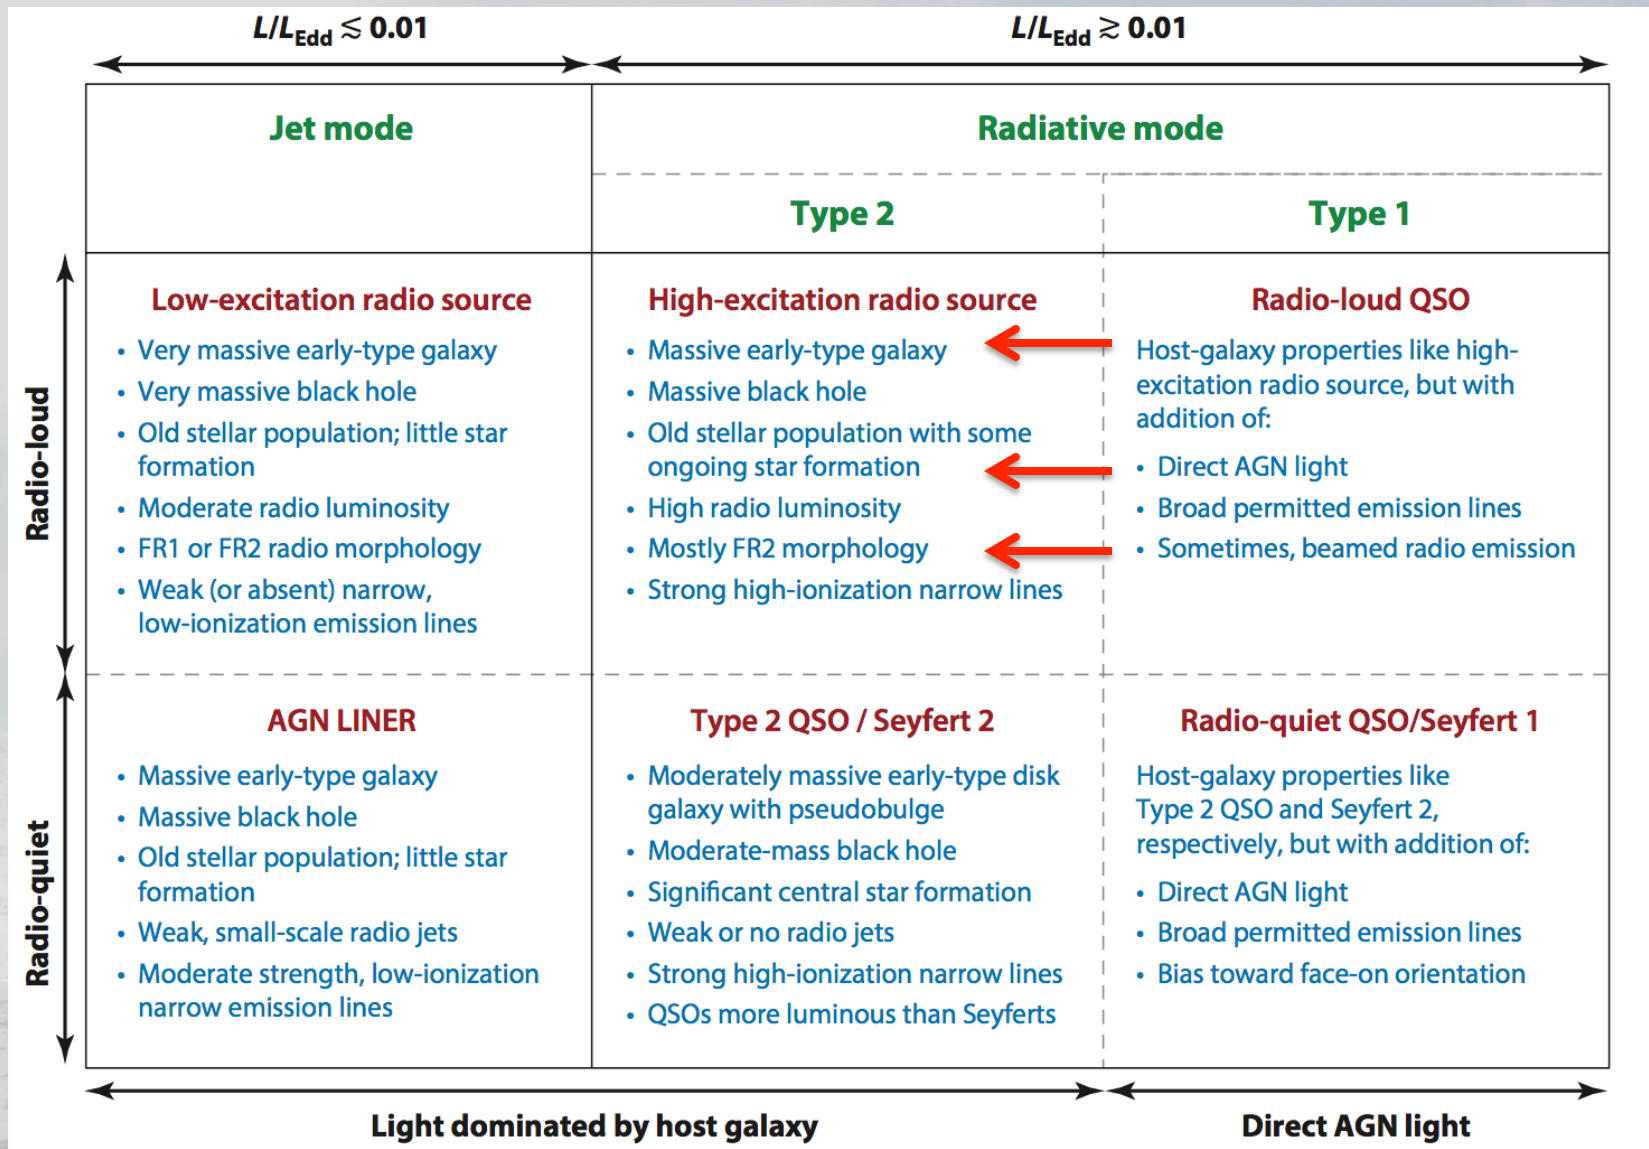 L/LEdd ≲ 0.01
L/LEdd ≳ 0.01
Jet mode
Radiative mode
Type 2
Type 1
Radio-loud
Low-excitation radio source
• Very massive early-type galaxy
• Very massive black hole
• Old stellar population; little star
formation
• Moderate radio luminosity
• FR1 or FR2 radio morphology
• Weak (or absent) narrow,
low-ionization emission lines
High-excitation radio source
• Massive early-type galaxy
• Massive black hole
• Old stellar population with some
ongoing star formation
• High radio luminosity
• Mostly FR2 morphology
• Strong high-ionization narrow lines
Radio-loud QSO
Host-galaxy properties like high-
excitation radio source, but with
addition of:
• Direct AGN light
• Broad permitted emission lines
• Sometimes, beamed radio emission
Radio-quiet
AGN LINER
• Massive early-type galaxy
• Massive black hole
• Old stellar population; little star
formation
• Weak, small-scale radio jets
• Moderate strength, low-ionization
narrow emission lines
Type 2 QSO / Seyfert 2
• Moderately massive early-type disk
galaxy with pseudobulge
• Moderate-mass black hole
• Significant central star formation
• Weak or no radio jets
• Strong high-ionization narrow lines
• QSOs more luminous than Seyferts
Radio-quiet QSO/Seyfert 1
Host-galaxy properties like
Type 2 QSO and Seyfert 2,
respectively, but with addition of:
• Direct AGN light
• Broad permitted emission lines
• Bias toward face-on orientation
Light dominated by host galaxy
Direct AGN light